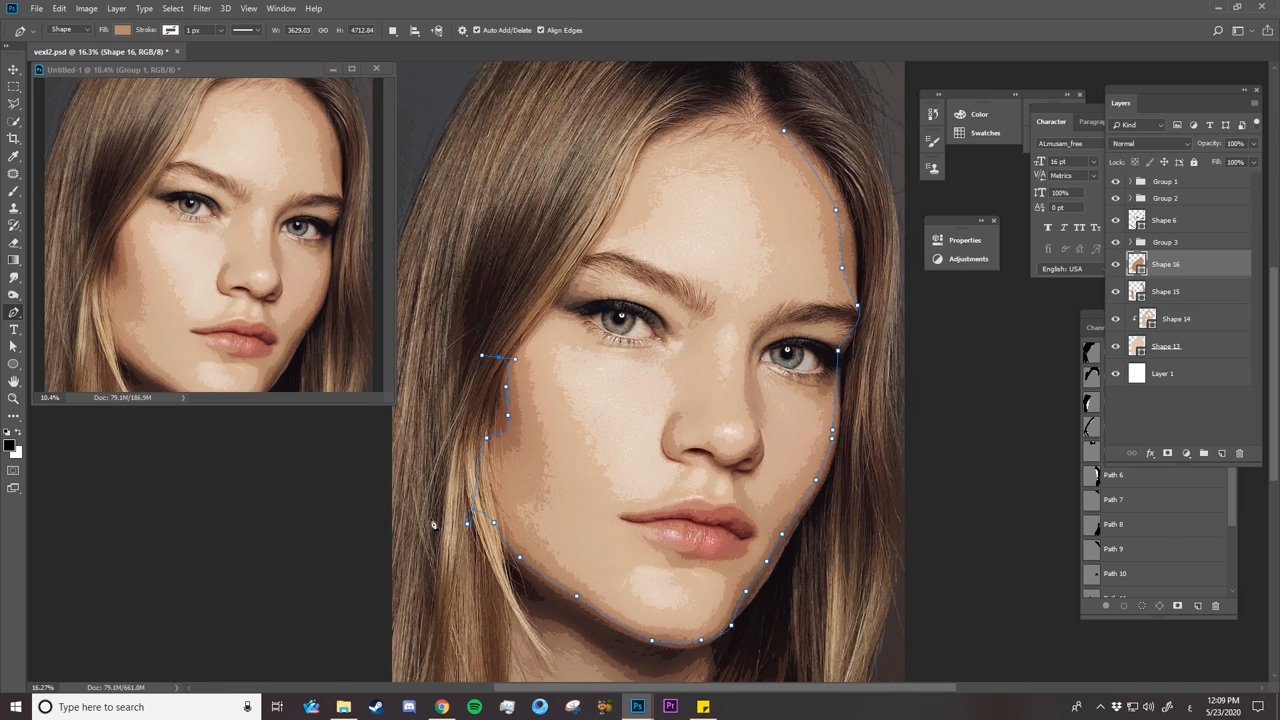 File Edit Image Layer Type Select Filter 3D View Window Help
Shape Fill: Stroke: 1 px W: 3629.03 H: 4712.84 Auto Add/Delete Align Edges
vexl2.psd @ 16.3% (Shape 16, RGB/8) *
Untitled-1 @ 10.4% (Group 1, RGB/8) *
10.4% Doc: 79.1M/186.9M
Color
Swatches
Properties
Adjustments
Character Paragra
ALmusam_free
16 pt
Metrics
100%
0 pt
English: USA
Layers
Kind
Normal Opacity: 100%
Lock: Fill: 100%
Group 1
Group 2
Shape 6
Group 3
Shape 16
Shape 15
Shape 14
Shape 13
Layer 1
Chann
Path 6
Path 7
Path 8
Path 9
Path 10
16.27% Doc: 79.1M/661.0M
Type here to search
12:09 PM
5/23/2020